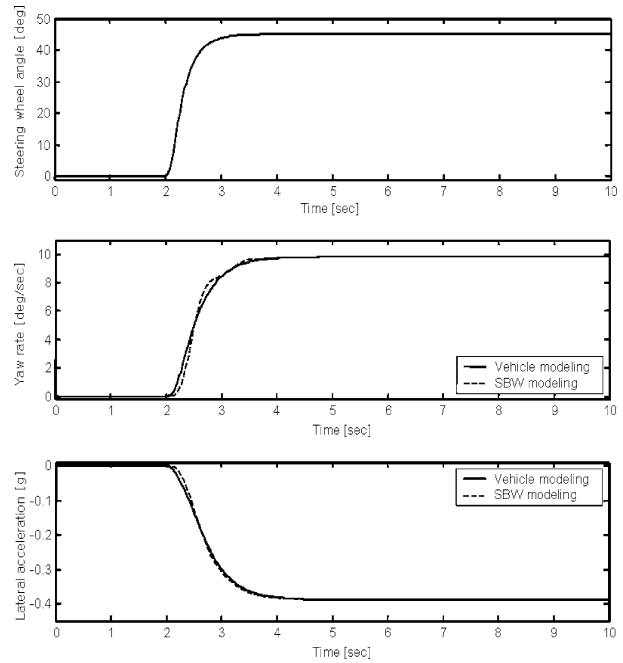 Steering wheel angle [deg]
50
40
30
20
10
0
0 1 2 3 4 5 6 7 8 9 10
Time [sec]
Yaw rate [deg/sec]
10
8
6
4
2
0
Vehicle modeling
SBW modeling
0 1 2 3 4 5 6 7 8 9 10
Time [sec]
Lateral acceleration [g]
0
-0.1
-0.2
-0.3
-0.4
Vehicle modeling
SBW modeling
0 1 2 3 4 5 6 7 8 9 10
Time [sec]